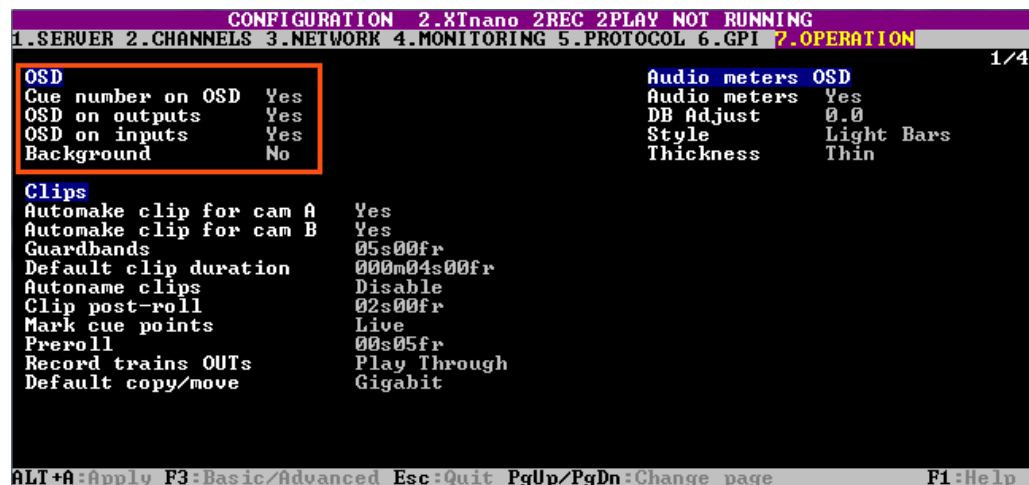 CONFIGURATION 2.XTnano 2REC 2PLAY NOT RUNNING
1.SERVER 2.CHANNELS 3.NETWORK 4.MONITORING 5.PROTOCOL 6.GPI 7.OPERATION
1/4
OSD
Cue number on OSD Yes
OSD on outputs Yes
OSD on inputs Yes
Background No
Audio meters OSD
Audio meters Yes
DB Adjust 0.0
Style Light Bars
Thickness Thin
Clips
Automake clip for cam A Yes
Automake clip for cam B Yes
Guardbands 05s00fr
Default clip duration 000m04s00fr
Autoname clips Disable
Clip post-roll 02s00fr
Mark cue points Live
Preroll 00s05fr
Record trains OUTs Play Through
Default copy/move Gigabit
ALT+A:Apply F3:Basic/Advanced Esc:Quit PgUp/PgDn:Change page F1:Help